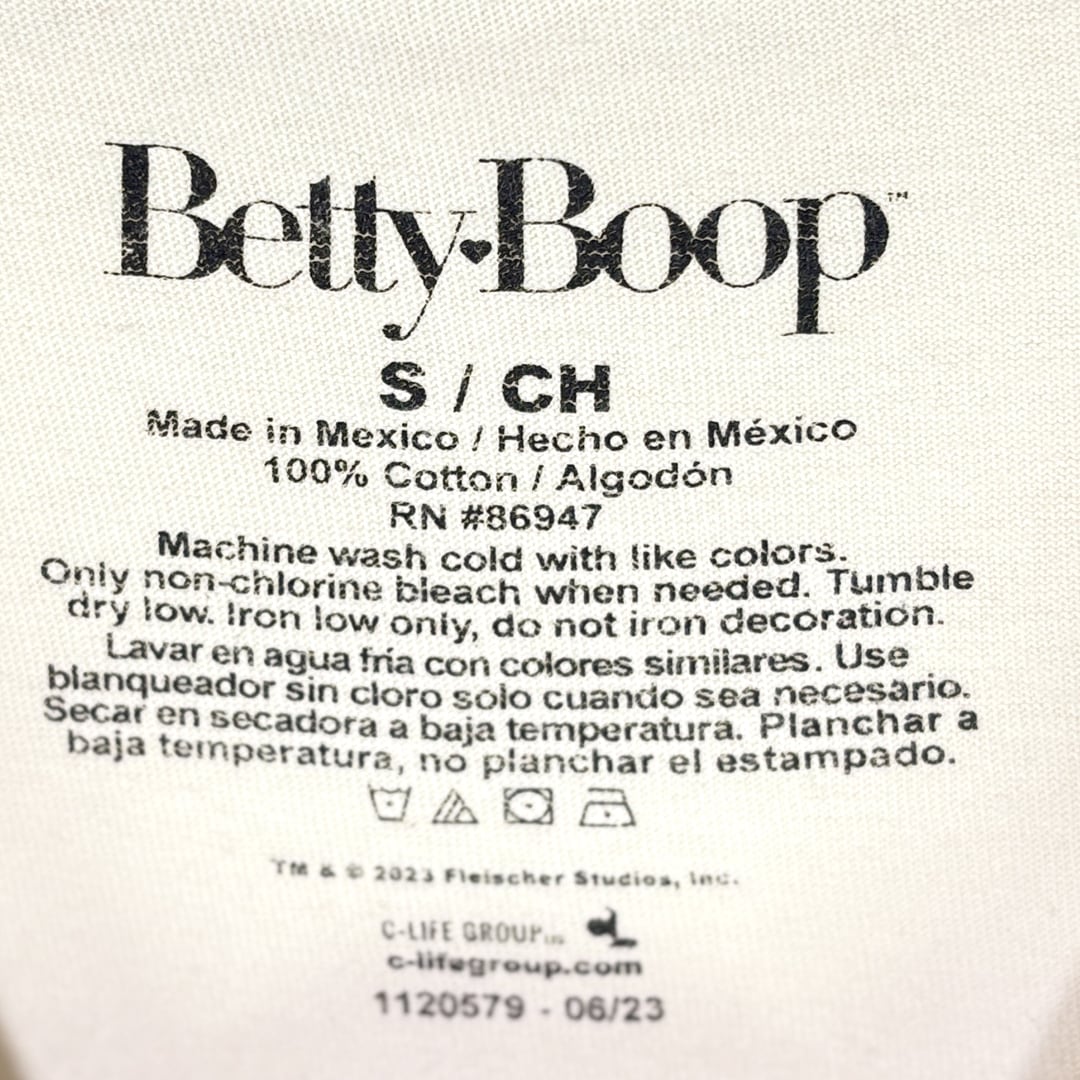 Betty Boop™
S / CH
Made in Mexico / Hecho en México
100% Cotton / Algodón
RN #86947
Machine wash cold with like colors.
Only non-chlorine bleach when needed. Tumble
dry low. Iron low only, do not iron decoration.
Lavar en agua fría con colores similares. Use
blanqueador sin cloro solo cuando sea necesario.
Secar en secadora a baja temperatura. Planchar a
baja temperatura, no planchar el estampado.
TM & © 2023 Fleischer Studios, Inc.
C-LIFE GROUP
c-lifegroup.com
1120579 - 06/23